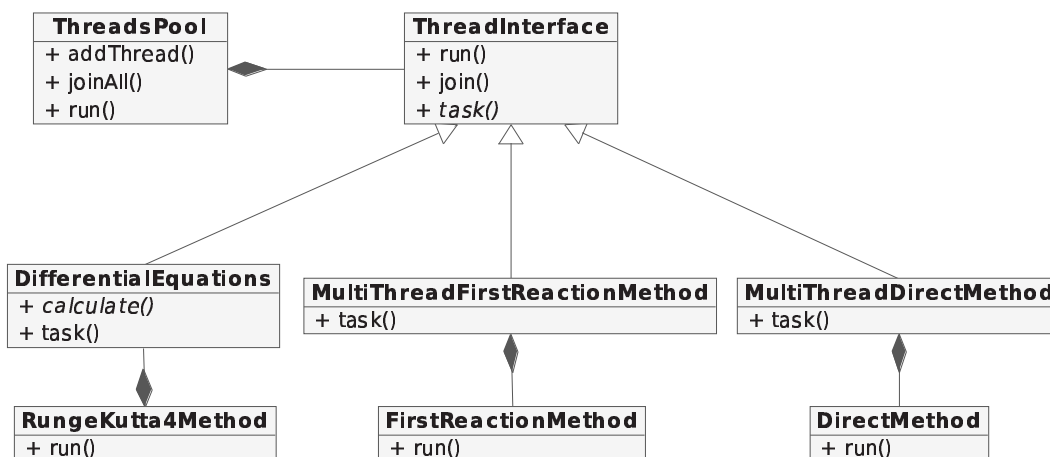 ThreadsPool
+ addThread()
+ joinAll()
+ run()
ThreadInterface
+ run()
+ join()
+ task()
DifferentialEquations
+ calculate()
+ task()
MultiThreadFirstReactionMethod
+ task()
MultiThreadDirectMethod
+ task()
RungeKutta4Method
+ run()
FirstReactionMethod
+ run()
DirectMethod
+ run()